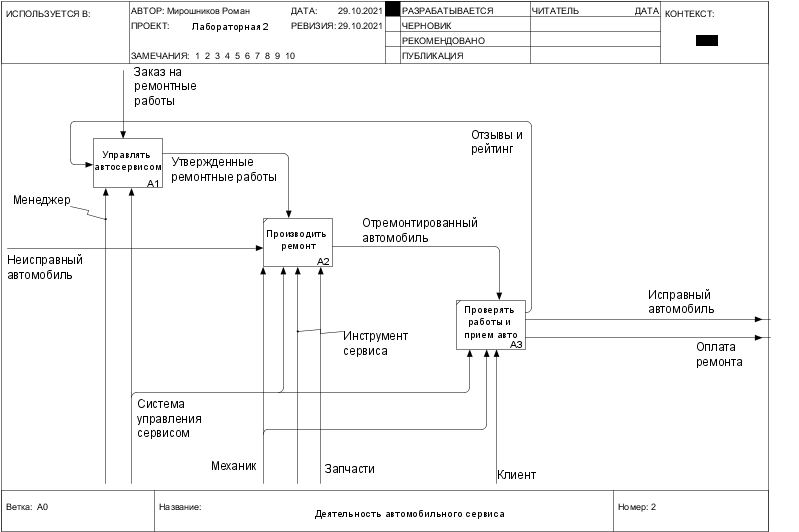 ИСПОЛЬЗУЕТСЯ В:
АВТОР: Мирошников Роман
ДАТА: 29.10.2021
РАЗРАБАТЫВАЕТСЯ
ЧИТАТЕЛЬ
ДАТА
КОНТЕКСТ:
ПРОЕКТ: Лабораторная 2
РЕВИЗИЯ: 29.10.2021
ЧЕРНОВИК
РЕКОМЕНДОВАНО
ЗАМЕЧАНИЯ: 1 2 3 4 5 6 7 8 9 10
ПУБЛИКАЦИЯ
Заказ на
ремонтные
работы
Отзывы и
рейтинг
Управлять
автосервисом
A1
Утвержденные
ремонтные работы
Менеджер
Производить
ремонт
A2
Отремонтированный
автомобиль
Неисправный
автомобиль
Исправный
автомобиль
Проверять
работы и
прием авто
A3
Инструмент
сервиса
Оплата
ремонта
Система
управления
сервисом
Механик
Запчасти
Клиент
Ветка: A0
Название:
Деятельность автомобильного сервиса
Номер: 2